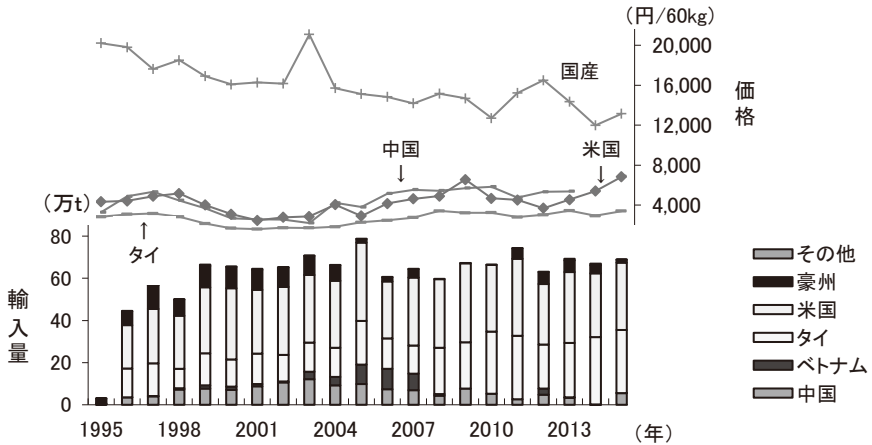 (円/60kg)
20,000
16,000
12,000
8,000
4,000
価格
国産
中国
米国
タイ
(万t)
80
60
40
20
0
輸入量
その他
豪州
米国
タイ
ベトナム
中国
1995 1998 2001 2004 2007 2010 2013 (年)